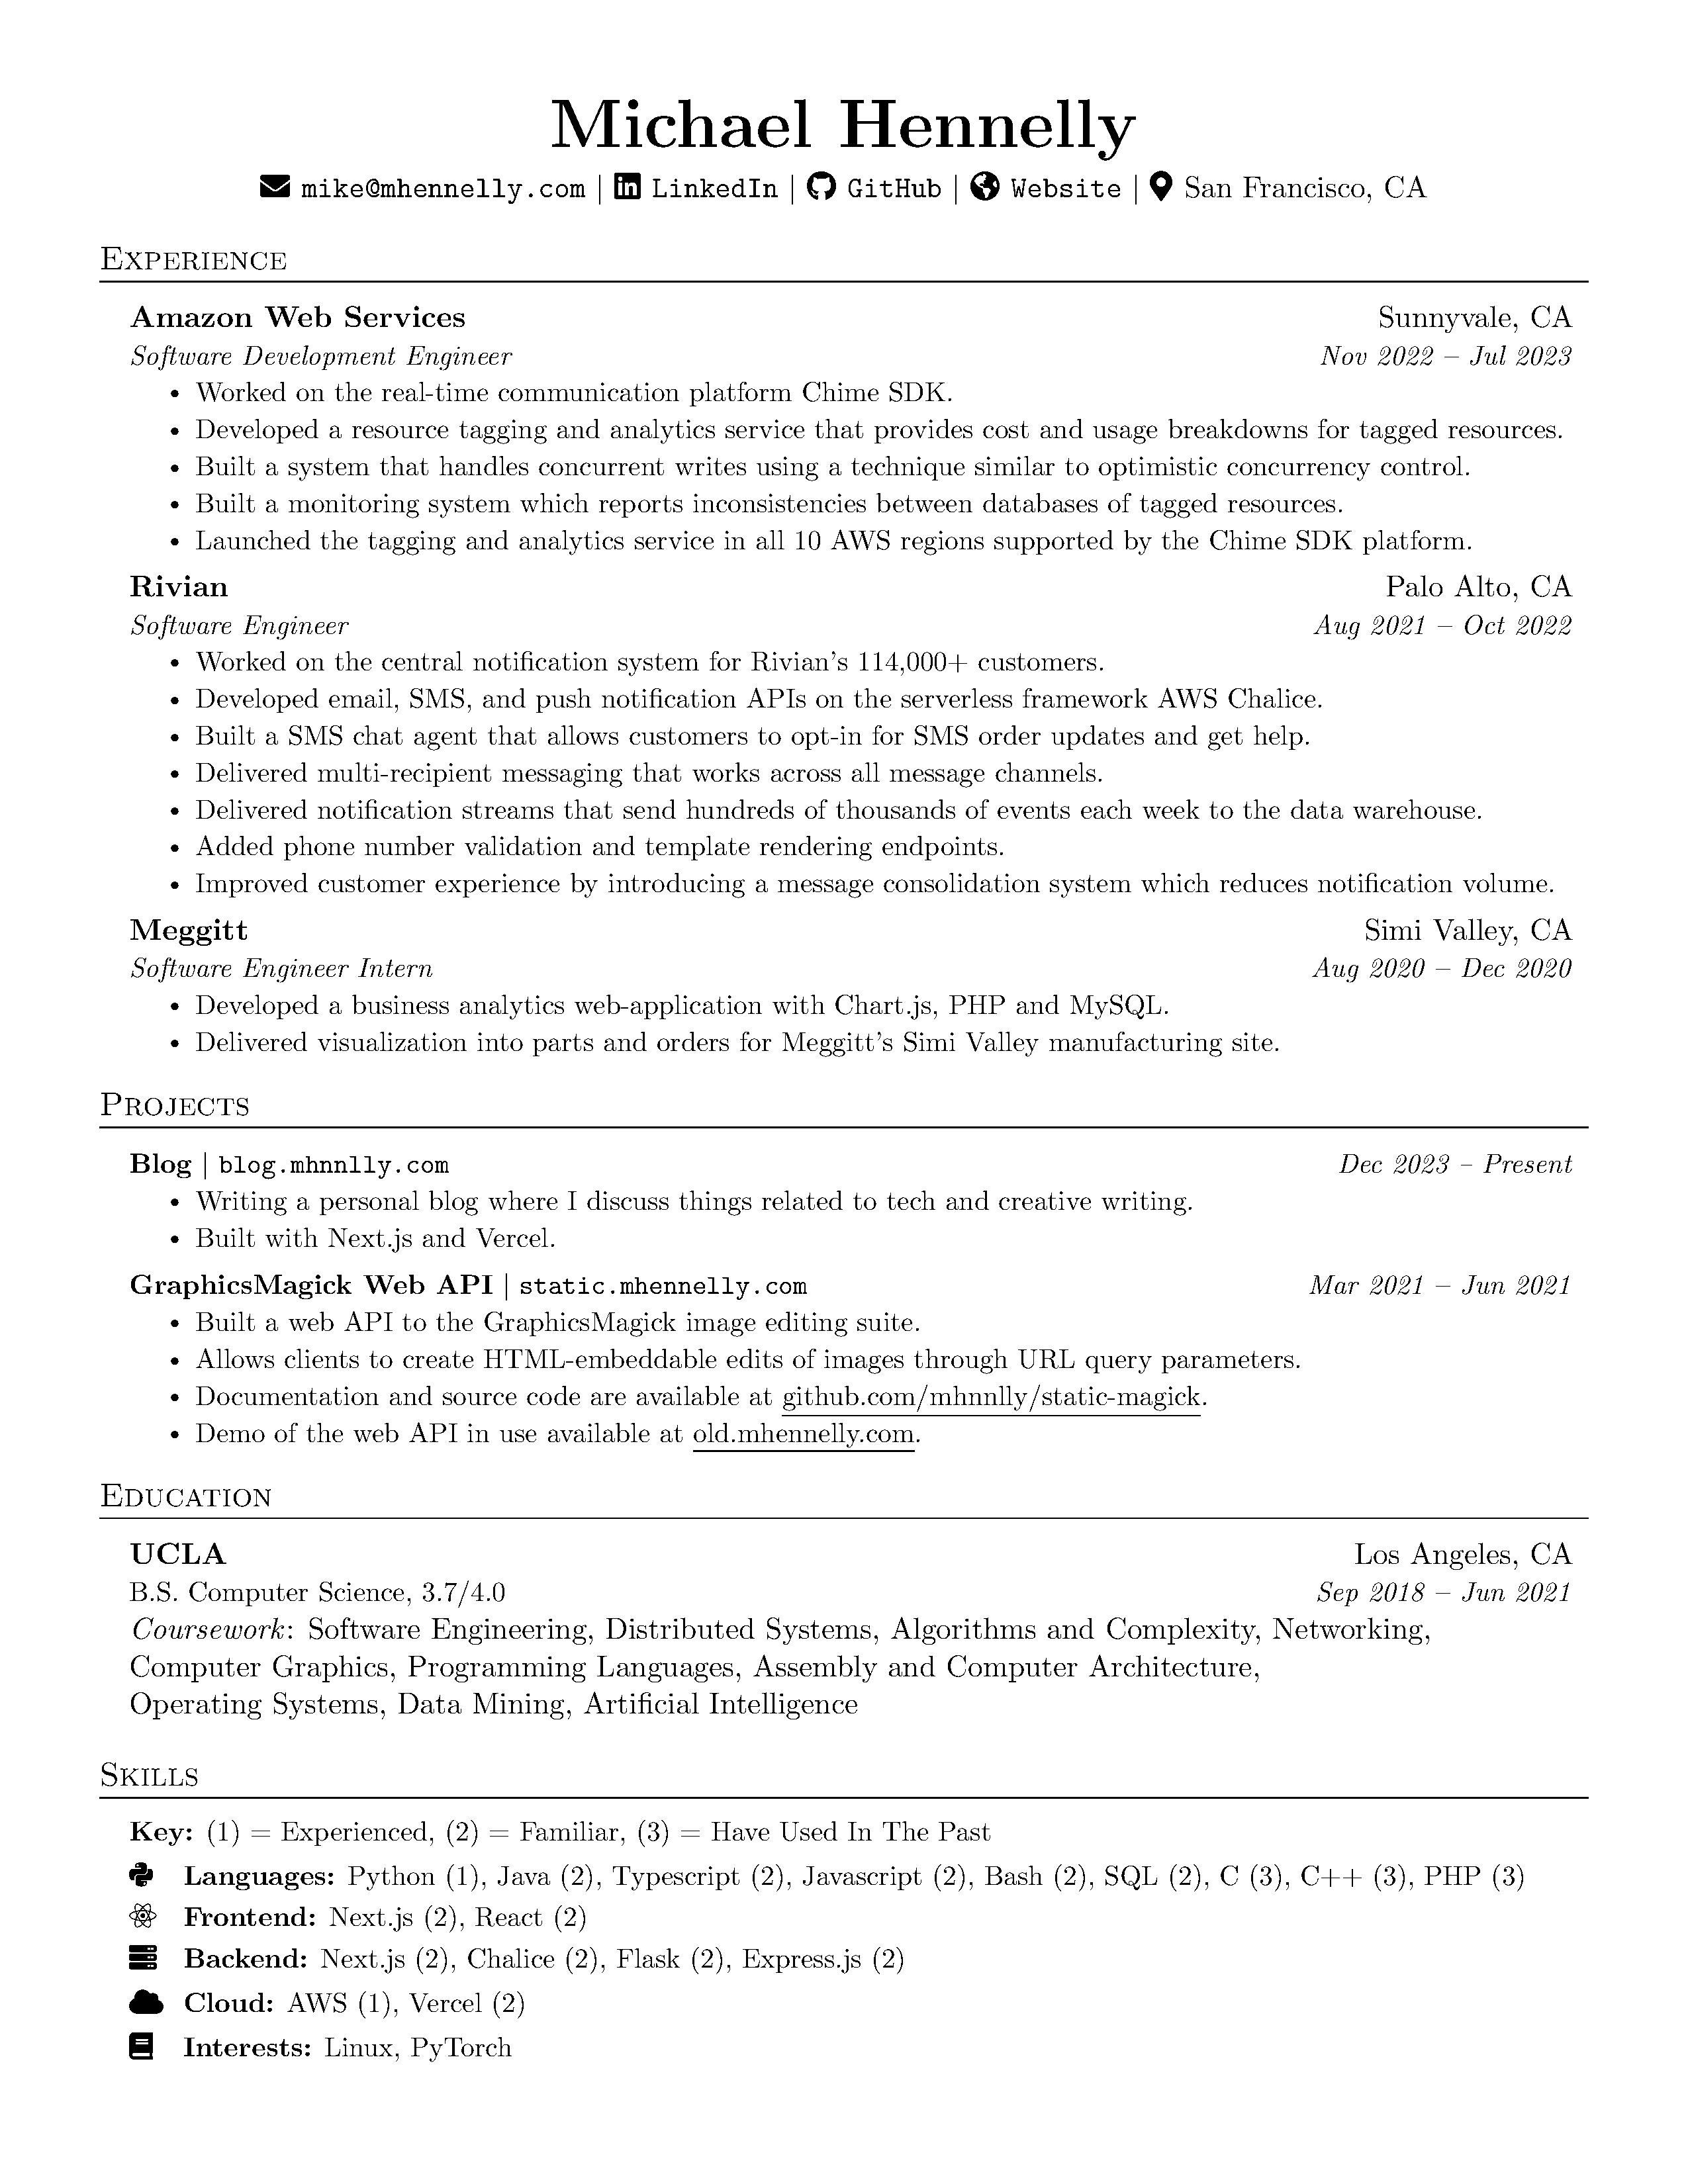 Michael Hennelly
mike@mhennelly.com | LinkedIn | GitHub | Website | San Francisco, CA
Experience
Amazon Web Services Sunnyvale, CA
Software Development Engineer Nov 2022 – Jul 2023
• Worked on the real-time communication platform Chime SDK.
• Developed a resource tagging and analytics service that provides cost and usage breakdowns for tagged resources.
• Built a system that handles concurrent writes using a technique similar to optimistic concurrency control.
• Built a monitoring system which reports inconsistencies between databases of tagged resources.
• Launched the tagging and analytics service in all 10 AWS regions supported by the Chime SDK platform.
Rivian Palo Alto, CA
Software Engineer Aug 2021 – Oct 2022
• Worked on the central notification system for Rivian's 114,000+ customers.
• Developed email, SMS, and push notification APIs on the serverless framework AWS Chalice.
• Built a SMS chat agent that allows customers to opt-in for SMS order updates and get help.
• Delivered multi-recipient messaging that works across all message channels.
• Delivered notification streams that send hundreds of thousands of events each week to the data warehouse.
• Added phone number validation and template rendering endpoints.
• Improved customer experience by introducing a message consolidation system which reduces notification volume.
Meggitt Simi Valley, CA
Software Engineer Intern Aug 2020 – Dec 2020
• Developed a business analytics web-application with Chart.js, PHP and MySQL.
• Delivered visualization into parts and orders for Meggitt's Simi Valley manufacturing site.
Projects
Blog | blog.mhnnlly.com Dec 2023 – Present
• Writing a personal blog where I discuss things related to tech and creative writing.
• Built with Next.js and Vercel.
GraphicsMagick Web API | static.mhennelly.com Mar 2021 – Jun 2021
• Built a web API to the GraphicsMagick image editing suite.
• Allows clients to create HTML-embeddable edits of images through URL query parameters.
• Documentation and source code are available at github.com/mhnnlly/static-magick.
• Demo of the web API in use available at old.mhennelly.com.
Education
UCLA Los Angeles, CA
B.S. Computer Science, 3.7/4.0 Sep 2018 – Jun 2021
Coursework: Software Engineering, Distributed Systems, Algorithms and Complexity, Networking,
Computer Graphics, Programming Languages, Assembly and Computer Architecture,
Operating Systems, Data Mining, Artificial Intelligence
Skills
Key: (1) = Experienced, (2) = Familiar, (3) = Have Used In The Past
Languages: Python (1), Java (2), Typescript (2), Javascript (2), Bash (2), SQL (2), C (3), C++ (3), PHP (3)
Frontend: Next.js (2), React (2)
Backend: Next.js (2), Chalice (2), Flask (2), Express.js (2)
Cloud: AWS (1), Vercel (2)
Interests: Linux, PyTorch